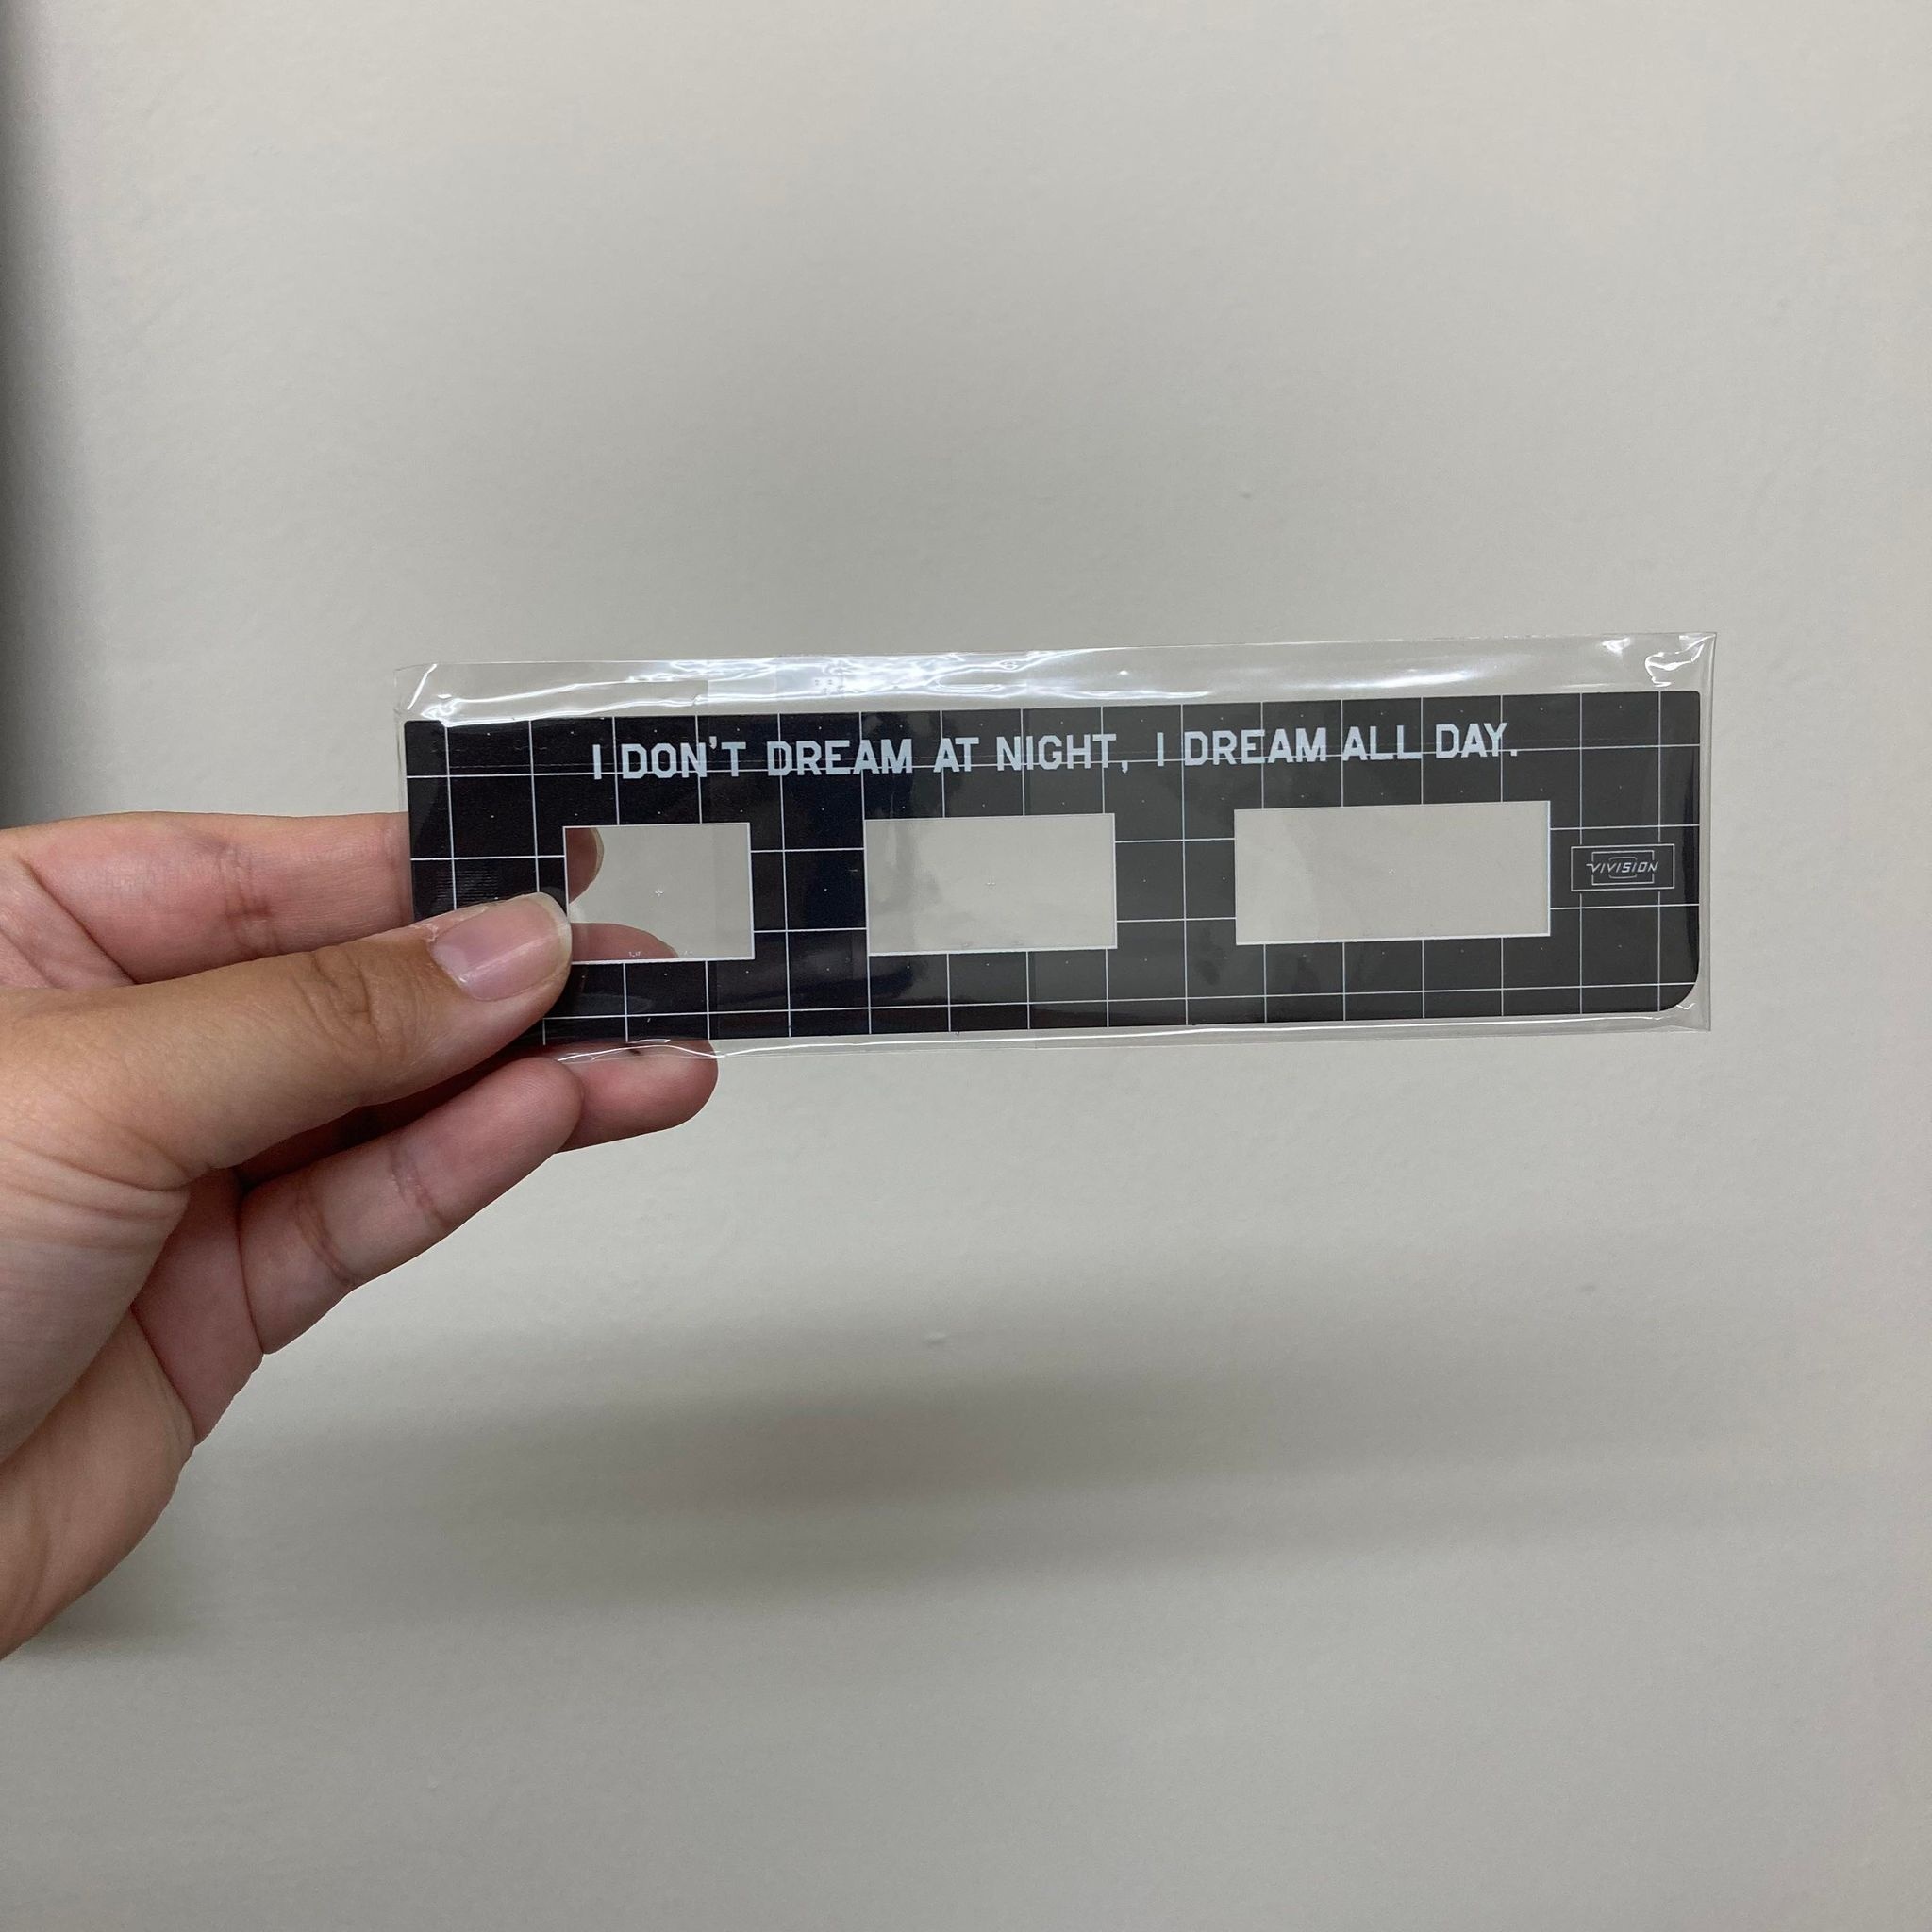 I DON'T DREAM AT NIGHT, I DREAM ALL DAY.
VIVISION